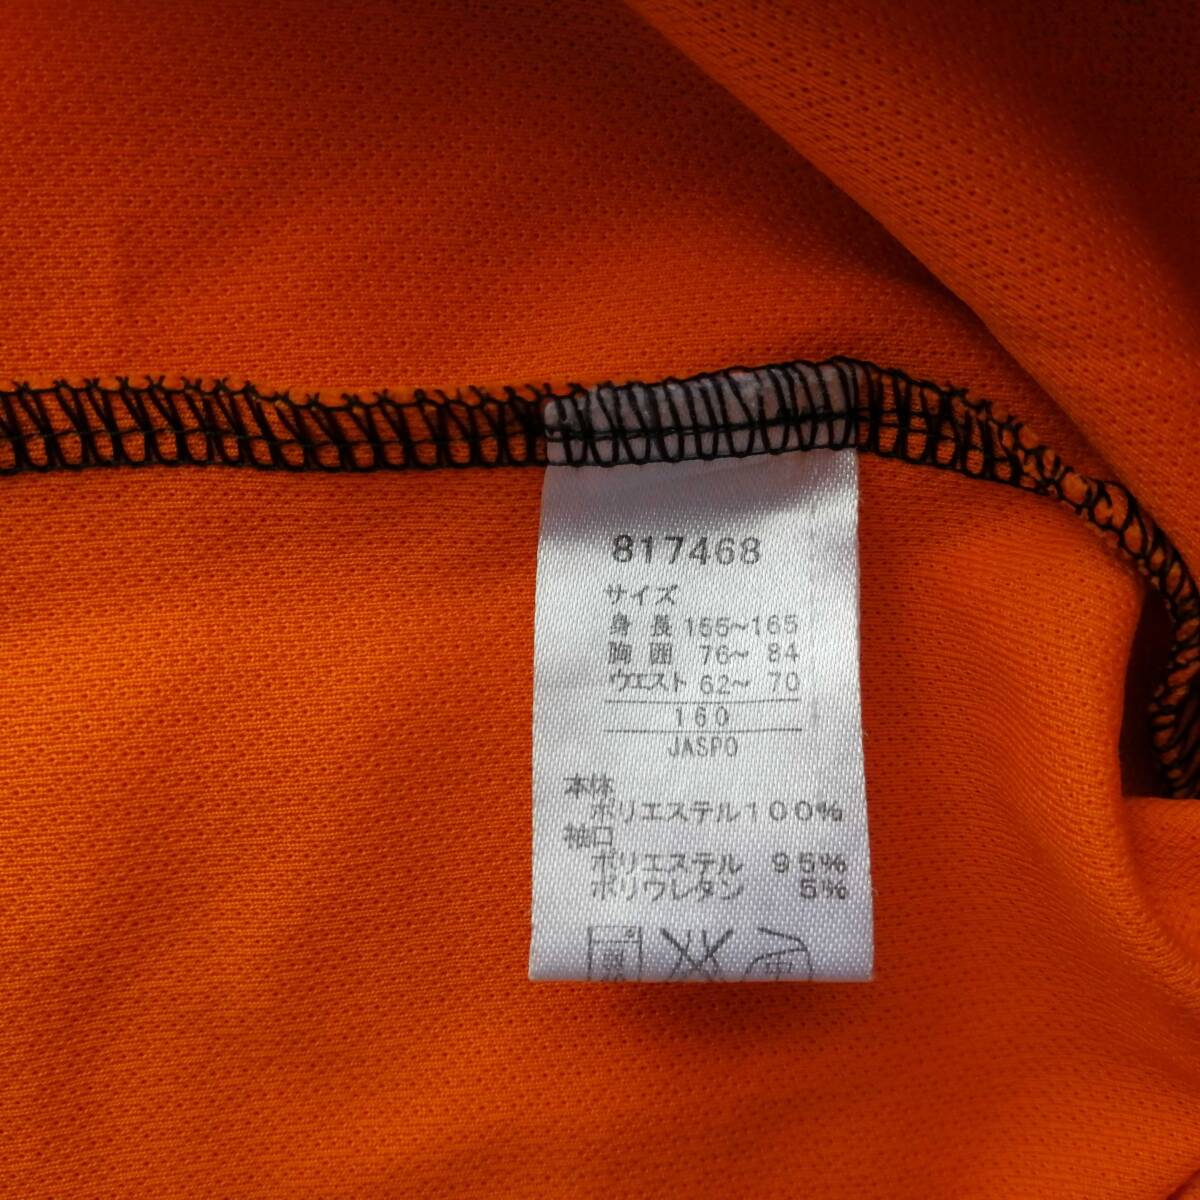 817468
サイズ
身長 155~165
胸囲 76~ 84
ウエスト 62~ 70
160
JASPO
本体
ポリエステル100%
袖口
ポリエステル 95%
ポリウレタン 5%